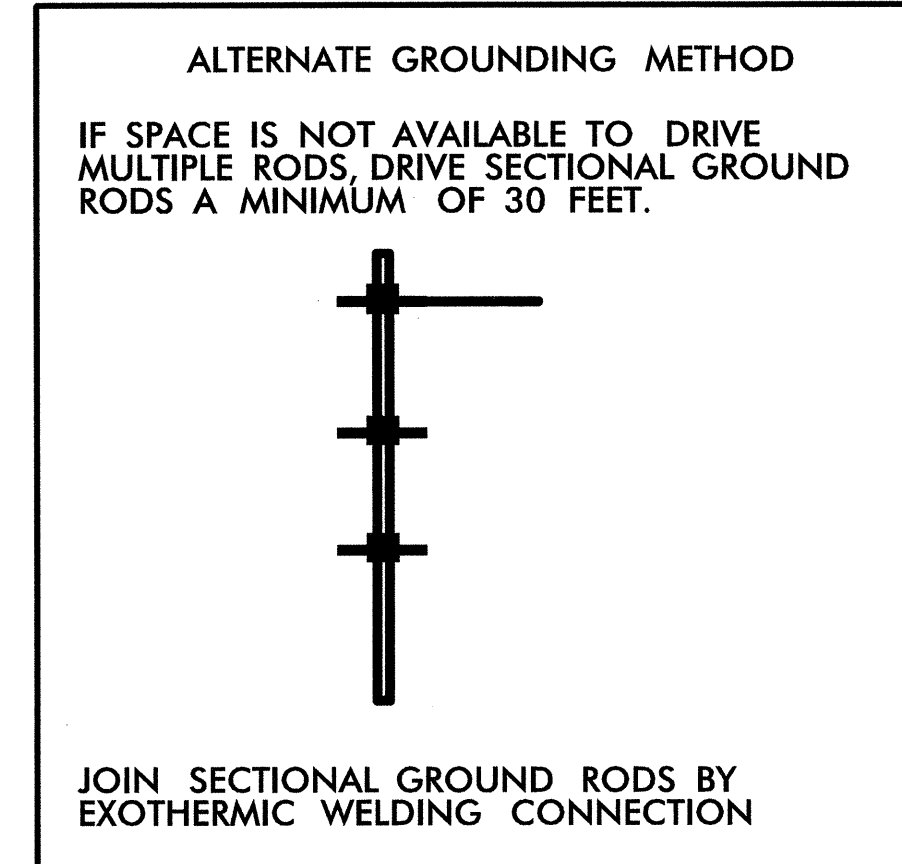 ALTERNATE GROUNDING METHOD
IF SPACE IS NOT AVAILABLE TO DRIVE
MULTIPLE RODS, DRIVE SECTIONAL GROUND
RODS A MINIMUM OF 30 FEET.
JOIN SECTIONAL GROUND RODS BY
EXOTHERMIC WELDING CONNECTION